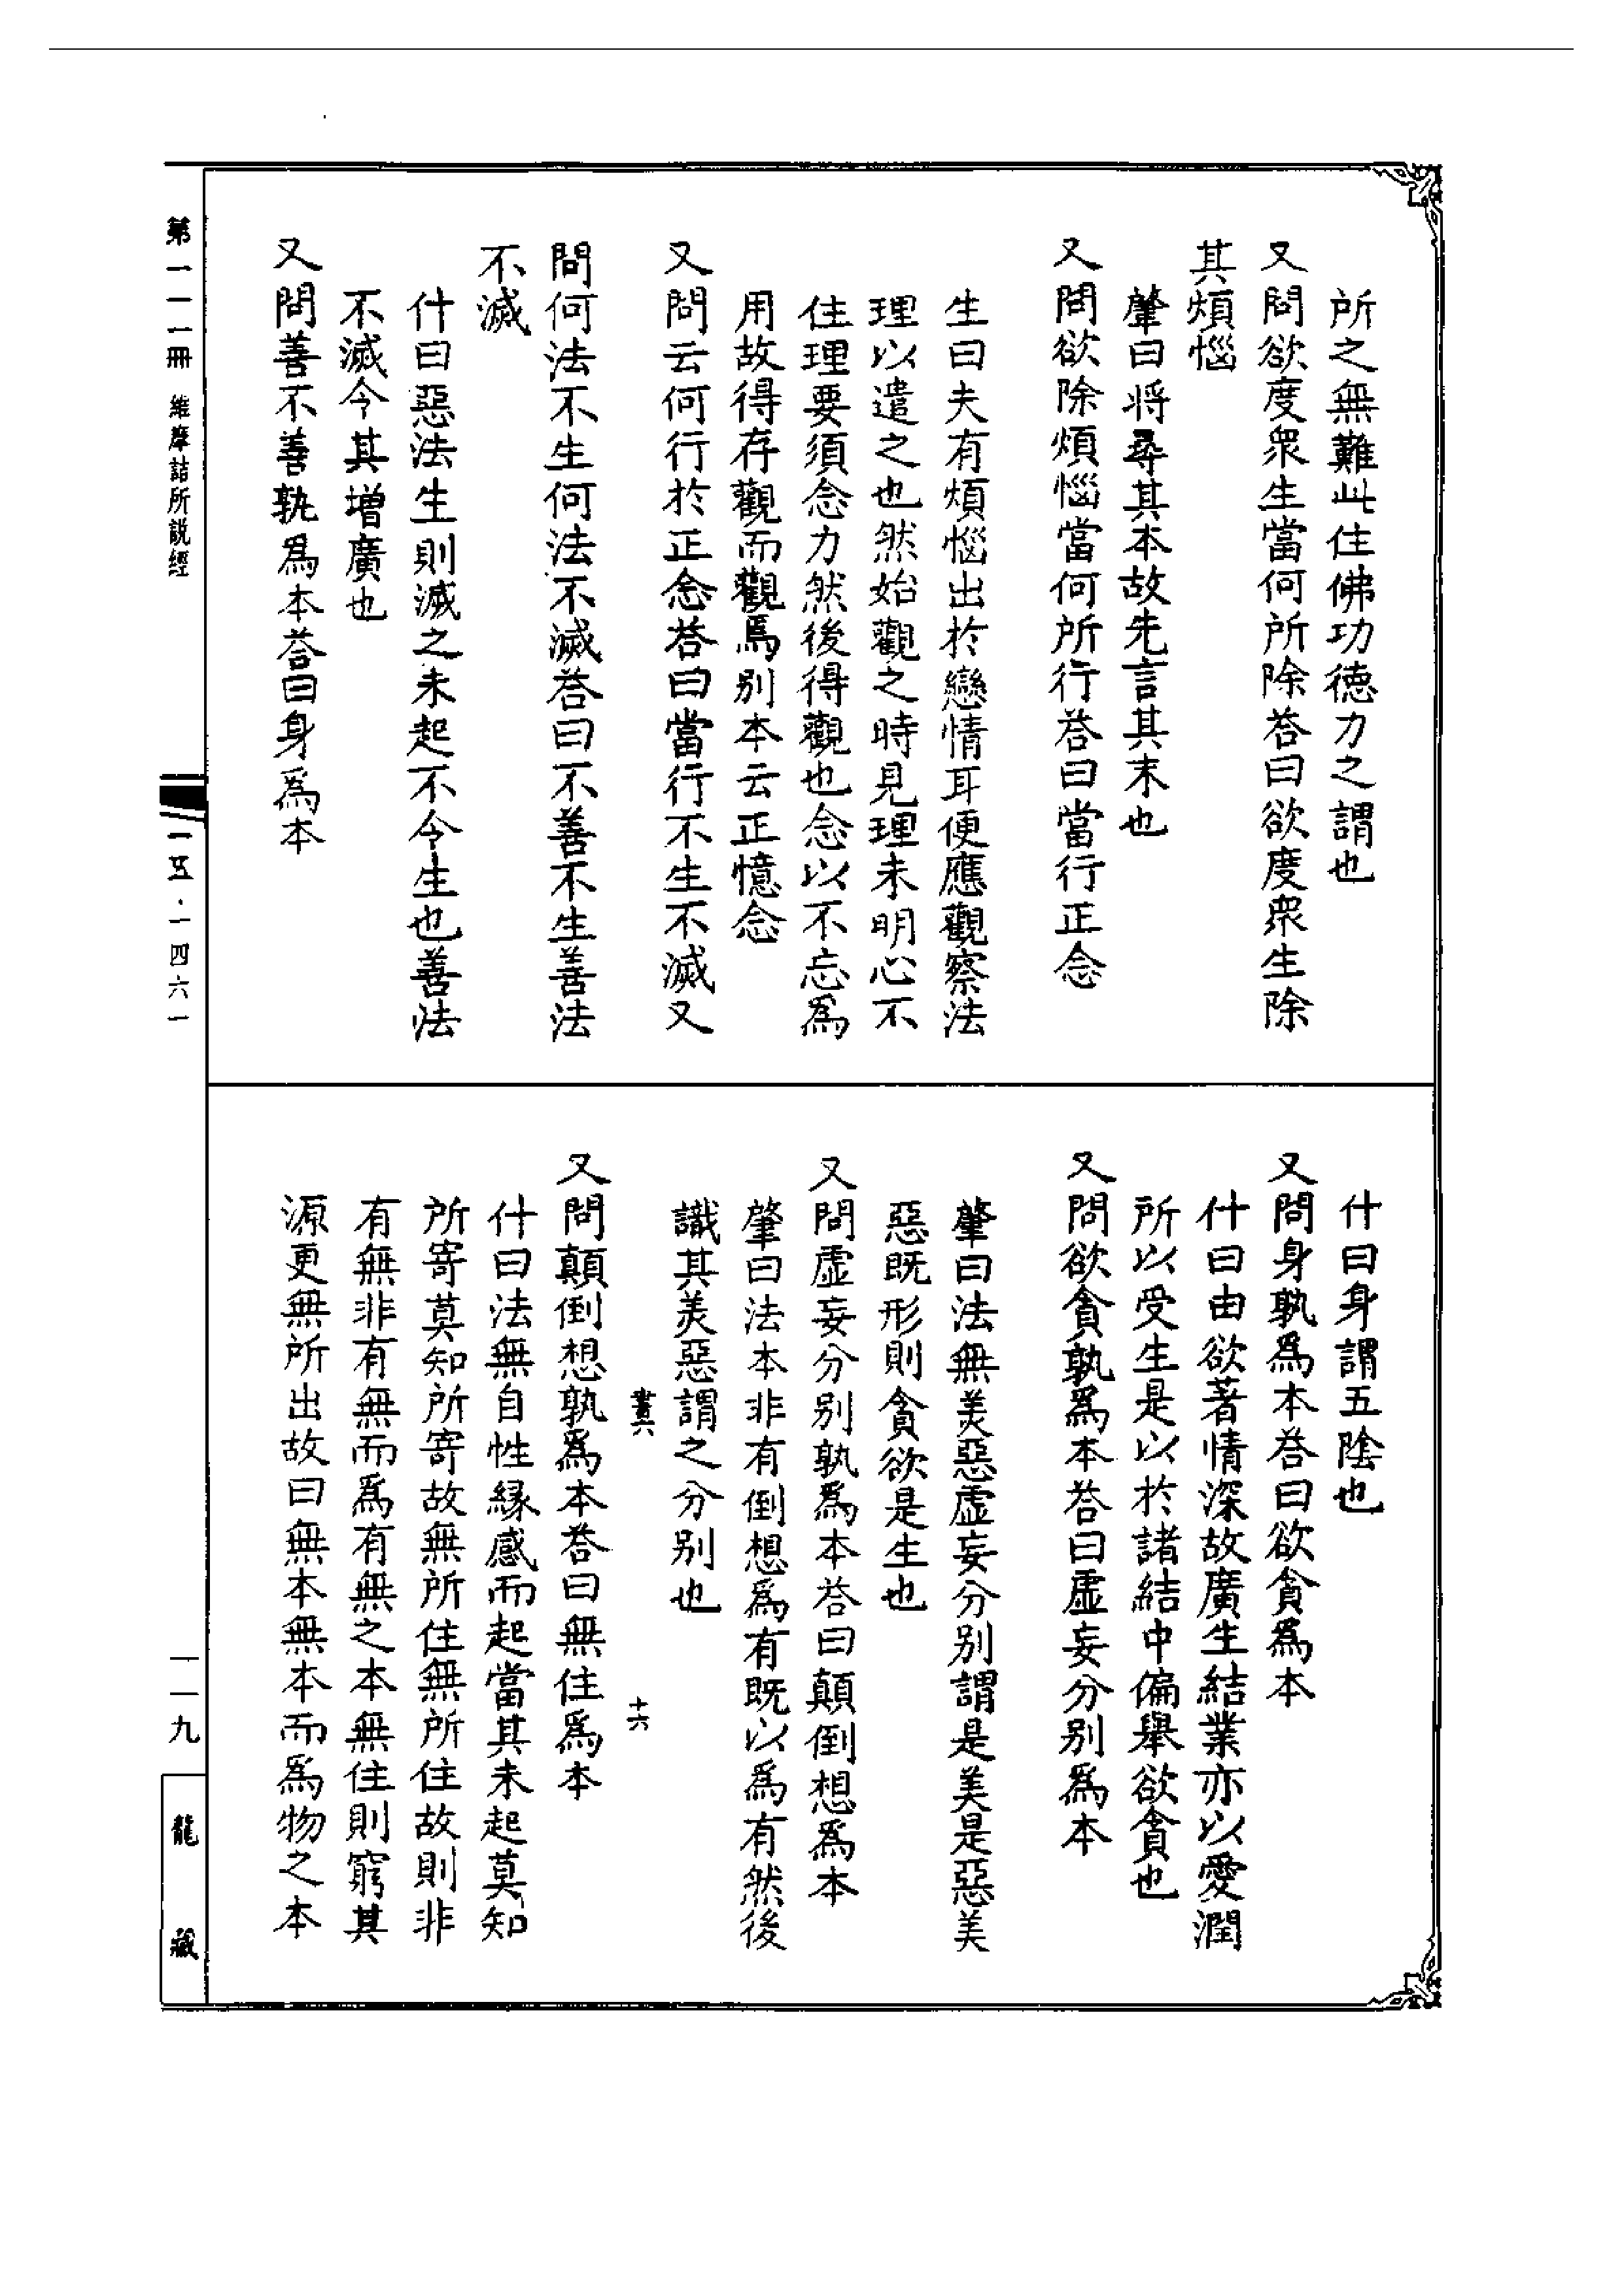 所之無難此住佛功德力之謂也
又問欲度衆生當何所除荅曰欲度衆生除
其煩惱
肇曰将尋其本故先言其末也
又問欲除煩惱當何所行荅曰當行正念
生曰夫有煩惱出於戀情耳便應觀察法
理以遣之也然始觀之時見理未明心不
住理要須念力然後得觀也念以不忘爲
用故得存觀而觀焉别本云正憶念
又問云何行於正念荅曰當行不生不滅又
問何法不生何法不滅荅曰不善不生善法
不滅
什曰惡法生則滅之未起不令生也善法
不滅令其增廣也
又問善不善孰爲本荅曰身爲本
什曰身謂五陰也
又問身孰爲本荅曰欲貪爲本
什曰由欲著情深故廣生結業亦以愛潤
所以受生是以於諸結中偏舉欲貪也
又問欲貪孰爲本荅曰虛妄分别爲本
肇曰法無美惡虛妄分别謂是美是惡美
惡既形則貪欲是生也
又問虛妄分别孰爲本荅曰顛倒想爲本
肇曰法本非有倒想爲有既以爲有然後
識其美惡謂之分别也
十六
又問顛倒想孰爲本荅曰無住爲本
什曰法無自性緣感而起當其未起莫知
所寄莫知所寄故無所住無所住故則非
有無非有無而爲有無之本無住則窮其
源更無所出故曰無本無本而爲物之本
第一一一冊 維摩詰所説經
一五·一四六一
一一九
龍藏